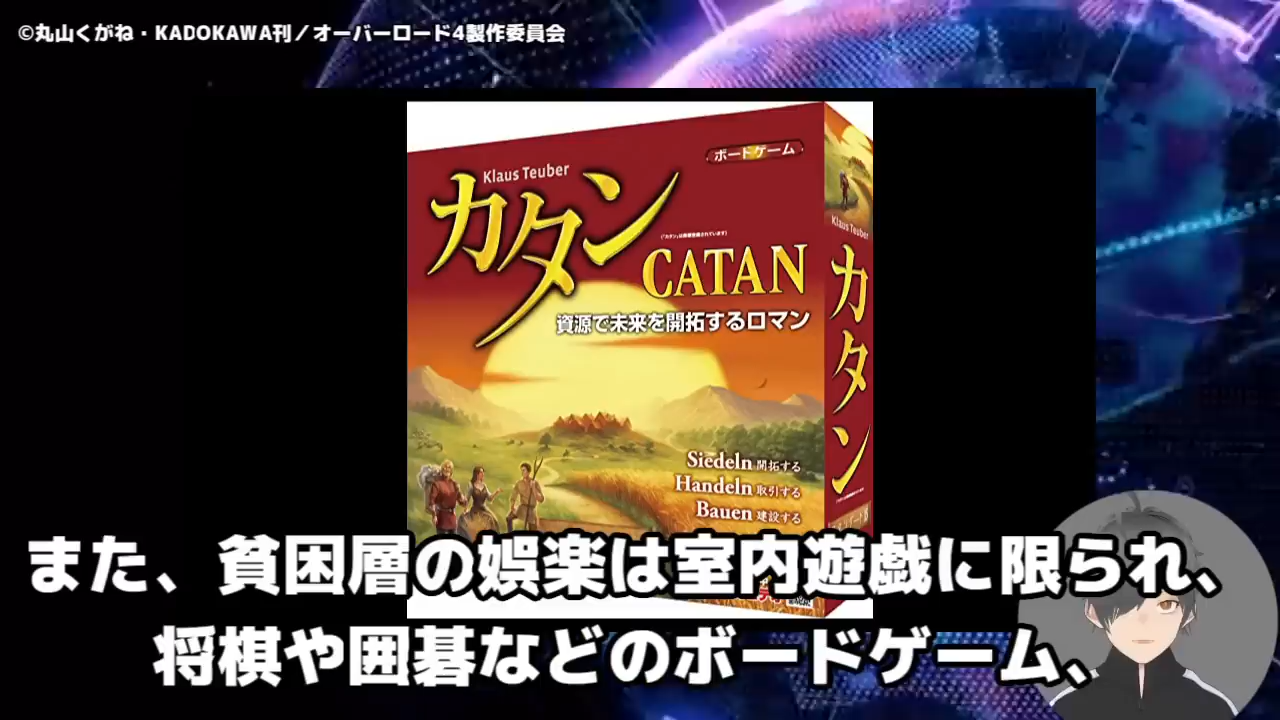 ©丸山くがね・KADOKAWA刊／オーバーロード4製作委員会
ボードゲーム
Klaus Teuber
カタン
CATAN
資源で未来を開拓するロマン
Siedeln 開拓する
Handeln 取引する
Bauen 建設する
Klaus Teuber
カタン
また、貧困層の娯楽は室内遊戯に限られ、
将棋や囲碁などのボードゲーム、